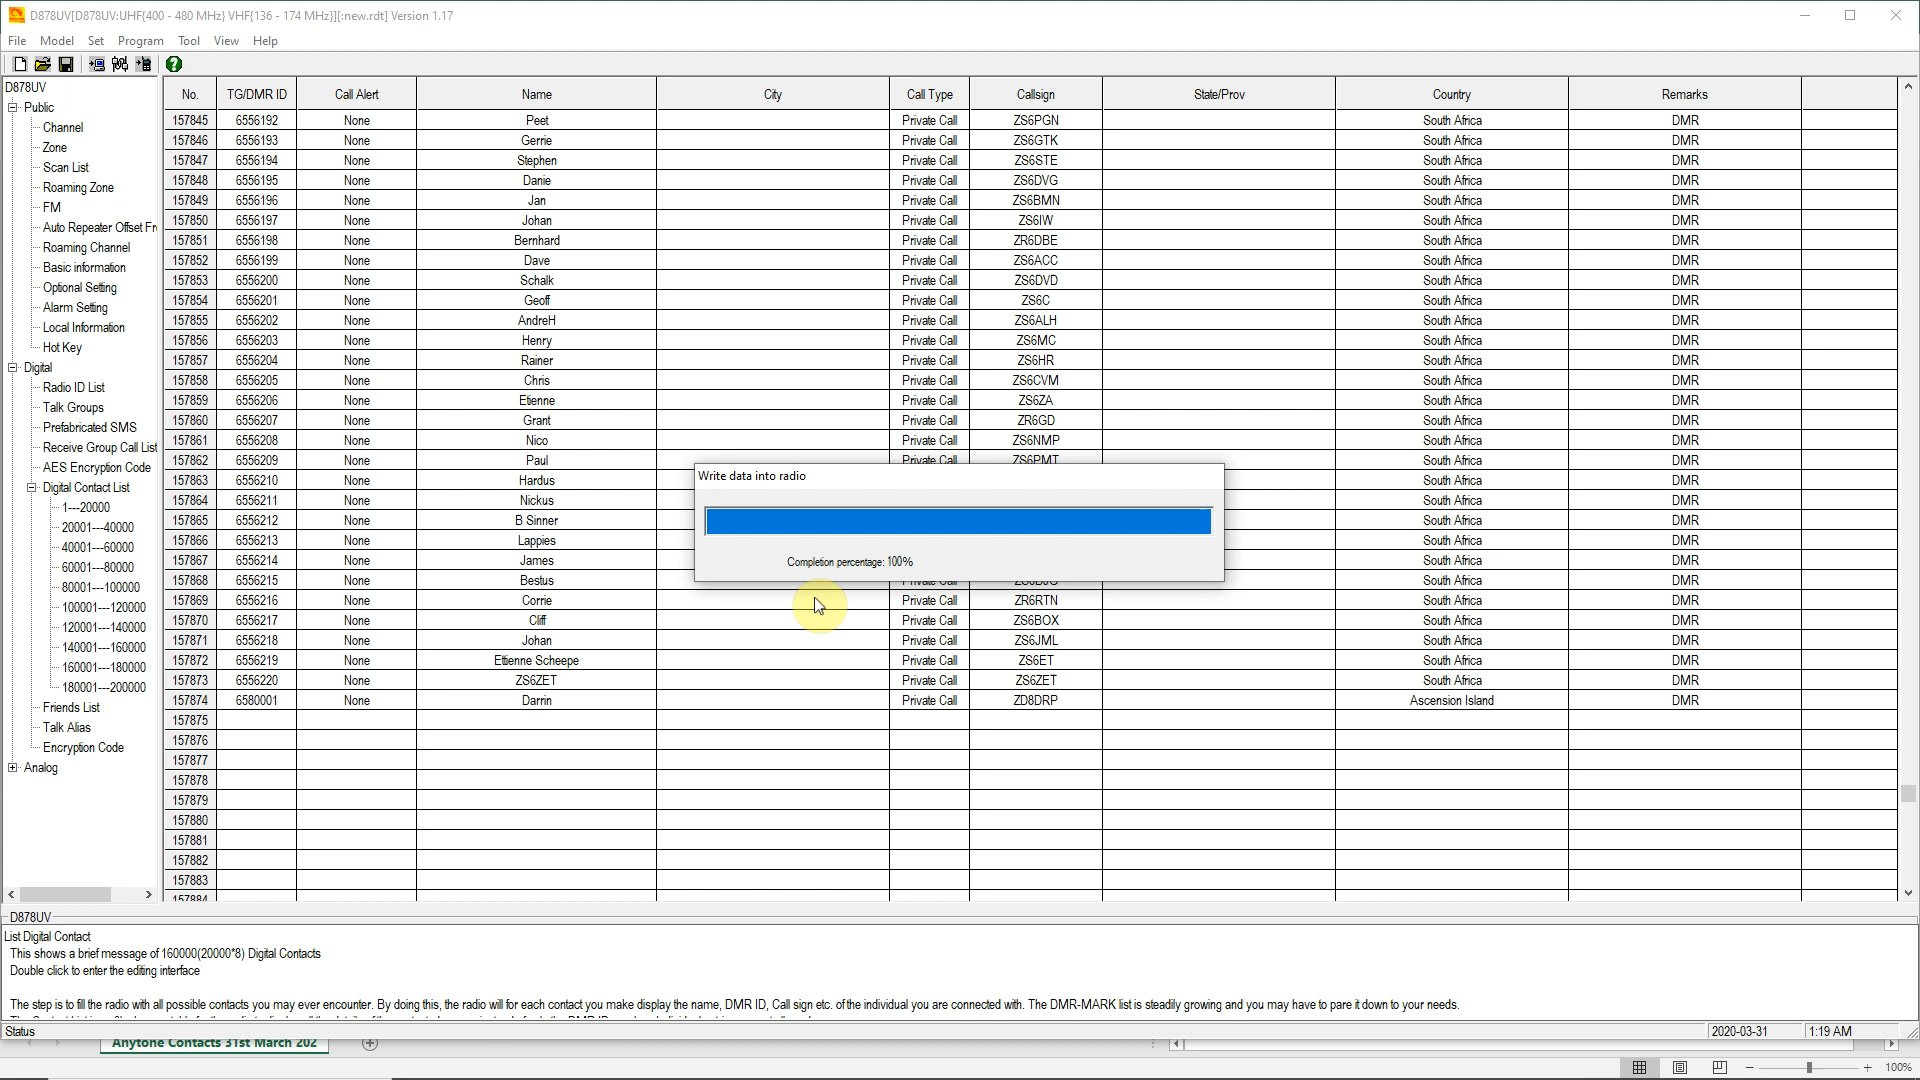 D878UV[D878UV:UHF{400 - 480 MHz} VHF{136 - 174 MHz}][:new.rdt] Version 1.17
File Model Set Program Tool View Help
D878UV
Public
Channel
Zone
Scan List
Roaming Zone
FM
Auto Repeater Offset Fr
Roaming Channel
Basic information
Optional Setting
Alarm Setting
Local Information
Hot Key
Digital
Radio ID List
Talk Groups
Prefabricated SMS
Receive Group Call List
AES Encryption Code
Digital Contact List
1---20000
20001---40000
40001---60000
60001---80000
80001---100000
100001---120000
120001---140000
140001---160000
160001---180000
180001---200000
Friends List
Talk Alias
Encryption Code
Analog
No. TG/DMR ID Call Alert Name City Call Type Callsign State/Prov Country Remarks
157845 6556192 None Peet Private Call ZS6PGN South Africa DMR
157846 6556193 None Gerrie Private Call ZS6GTK South Africa DMR
157847 6556194 None Stephen Private Call ZS6STE South Africa DMR
157848 6556195 None Danie Private Call ZS6DVG South Africa DMR
157849 6556196 None Jan Private Call ZS6BMN South Africa DMR
157850 6556197 None Johan Private Call ZS6IW South Africa DMR
157851 6556198 None Bernhard Private Call ZR6DBE South Africa DMR
157852 6556199 None Dave Private Call ZS6ACC South Africa DMR
157853 6556200 None Schalk Private Call ZS6DVD South Africa DMR
157854 6556201 None Geoff Private Call ZS6C South Africa DMR
157855 6556202 None AndreH Private Call ZS6ALH South Africa DMR
157856 6556203 None Henry Private Call ZS6MC South Africa DMR
157857 6556204 None Rainer Private Call ZS6HR South Africa DMR
157858 6556205 None Chris Private Call ZS6CVM South Africa DMR
157859 6556206 None Etienne Private Call ZS6ZA South Africa DMR
157860 6556207 None Grant Private Call ZR6GD South Africa DMR
157861 6556208 None Nico Private Call ZS6NMP South Africa DMR
157862 6556209 None Paul Private Call ZS6PMT South Africa DMR
157863 6556210 None Hardus South Africa DMR
157864 6556211 None Nickus South Africa DMR
157865 6556212 None B Sinner South Africa DMR
157866 6556213 None Lappies South Africa DMR
157867 6556214 None James South Africa DMR
157868 6556215 None Bestus Private Call South Africa DMR
157869 6556216 None Corrie Private Call ZR6RTN South Africa DMR
157870 6556217 None Cliff Private Call ZS6BOX South Africa DMR
157871 6556218 None Johan Private Call ZS6JML South Africa DMR
157872 6556219 None Ettienne Scheepe Private Call ZS6ET South Africa DMR
157873 6556220 None ZS6ZET Private Call ZS6ZET South Africa DMR
157874 6580001 None Darrin Private Call ZD8DRP Ascension Island DMR
157875
157876
157877
157878
157879
157880
157881
157882
157883
157884
Write data into radio
Completion percentage: 100%
D878UV
List Digital Contact
This shows a brief message of 160000(20000*8) Digital Contacts
Double click to enter the editing interface
The step is to fill the radio with all possible contacts you may ever encounter. By doing this, the radio will for each contact you make display the name, DMR ID, Call sign etc. of the individual you are connected with. The DMR-MARK list is steadily growing and you may have to pare it down to your needs.
Status 2020-03-31 1:19 AM
Anytone Contacts 31st March 202
100%